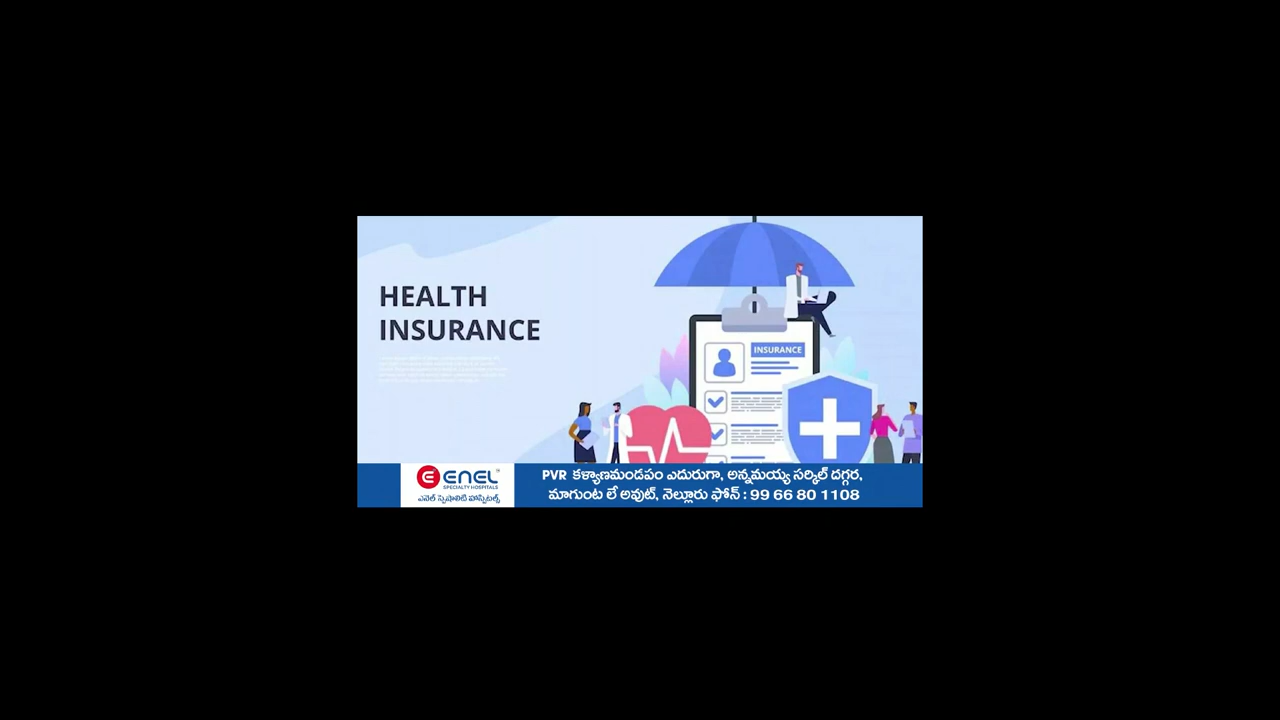 HEALTH
INSURANCE
INSURANCE
ENEL
SPECIALTY HOSPITALS
ఎనెల్ స్పెషాలిటి హాస్పిటల్స్
PVR కళ్యాణమండపం ఎదురుగా, అన్నమయ్య సర్కిల్ దగ్గర,
మాగుంట లే అవుట్, నెల్లూరు ఫోన్ : 99 66 80 1108